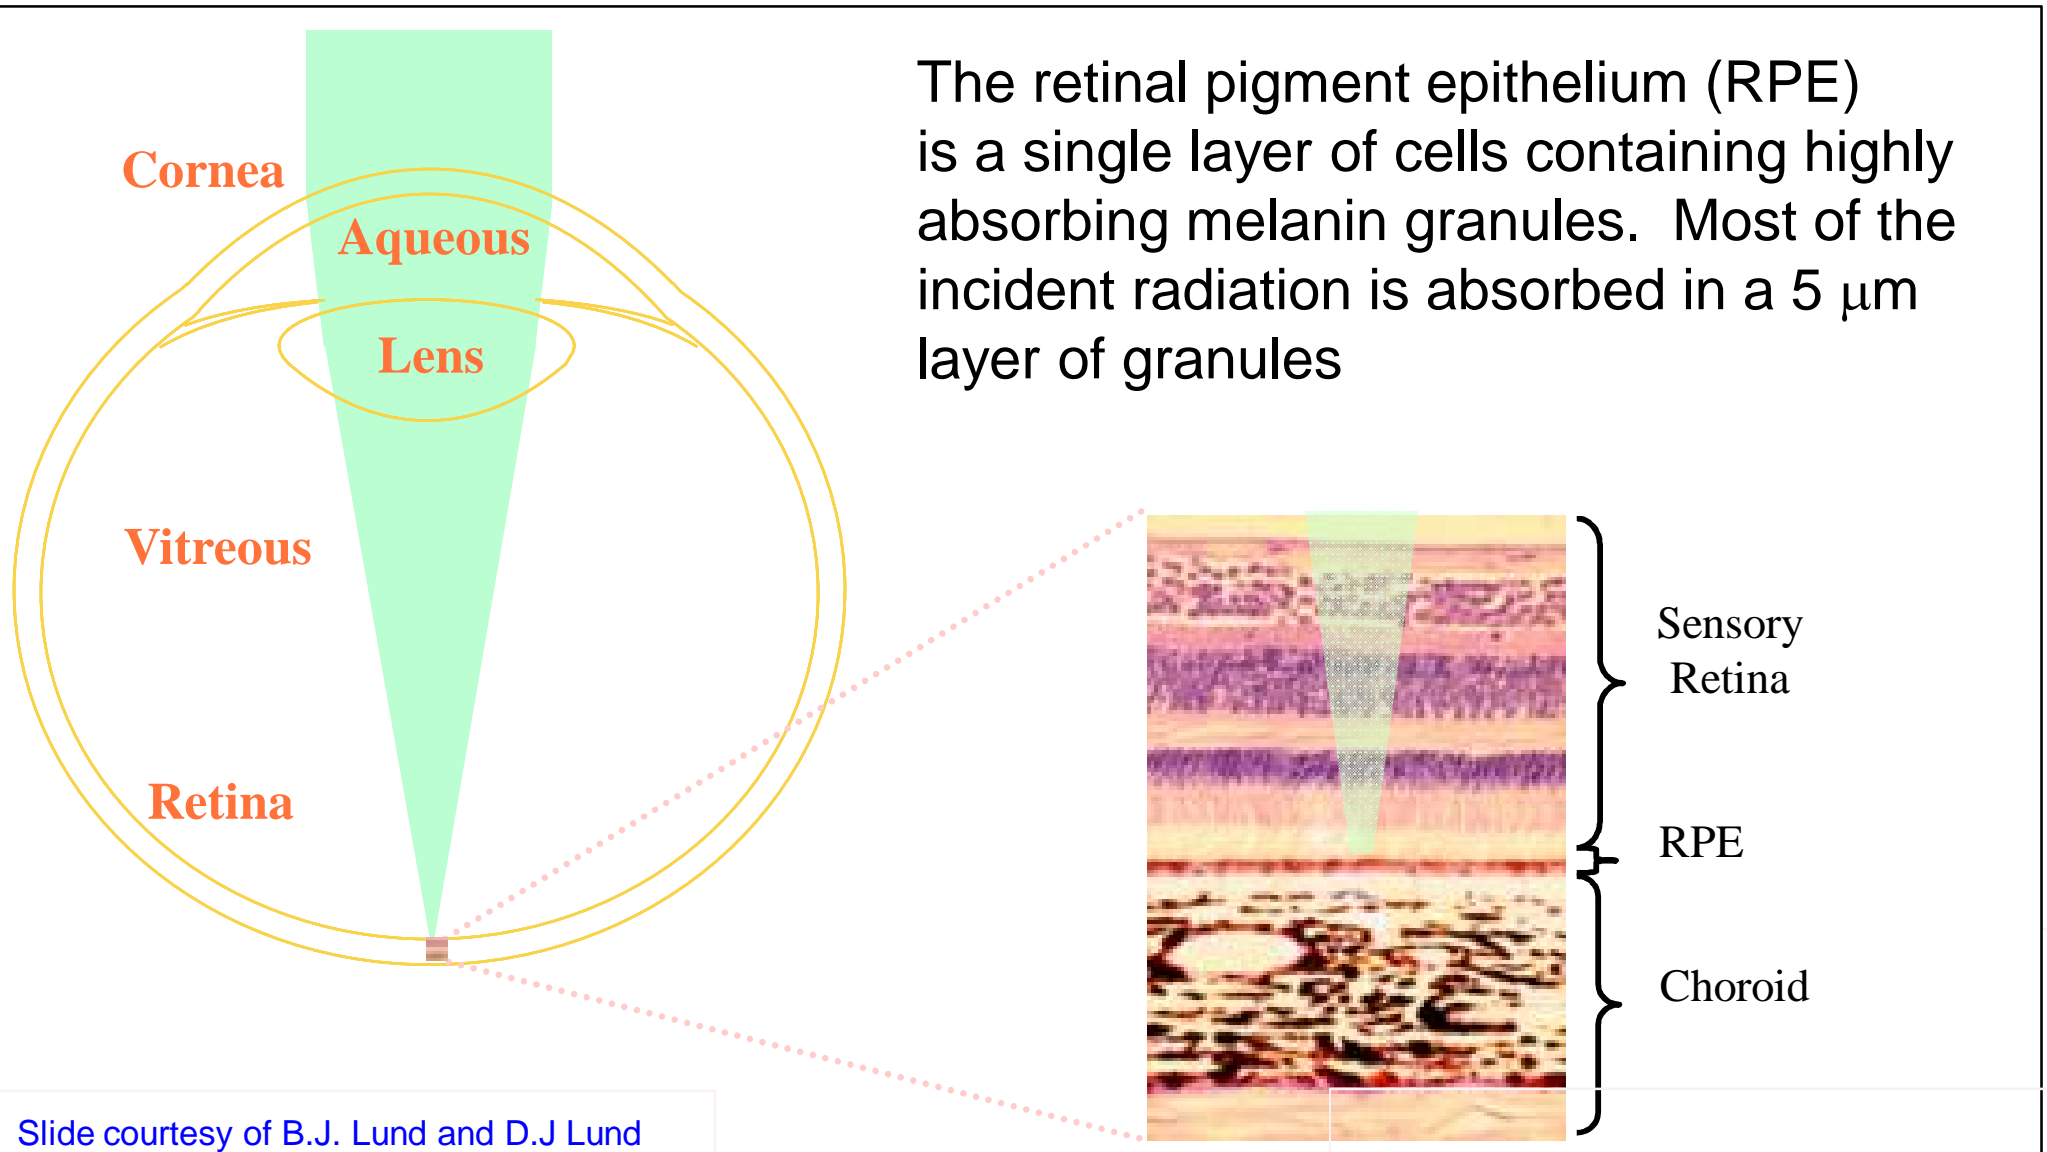 The retinal pigment epithelium (RPE)
is a single layer of cells containing highly
absorbing melanin granules.  Most of the
incident radiation is absorbed in a 5 μm
layer of granules
Cornea
Aqueous
Lens
Vitreous
Retina
Sensory
Retina
RPE
Choroid
Slide courtesy of B.J. Lund and D.J Lund